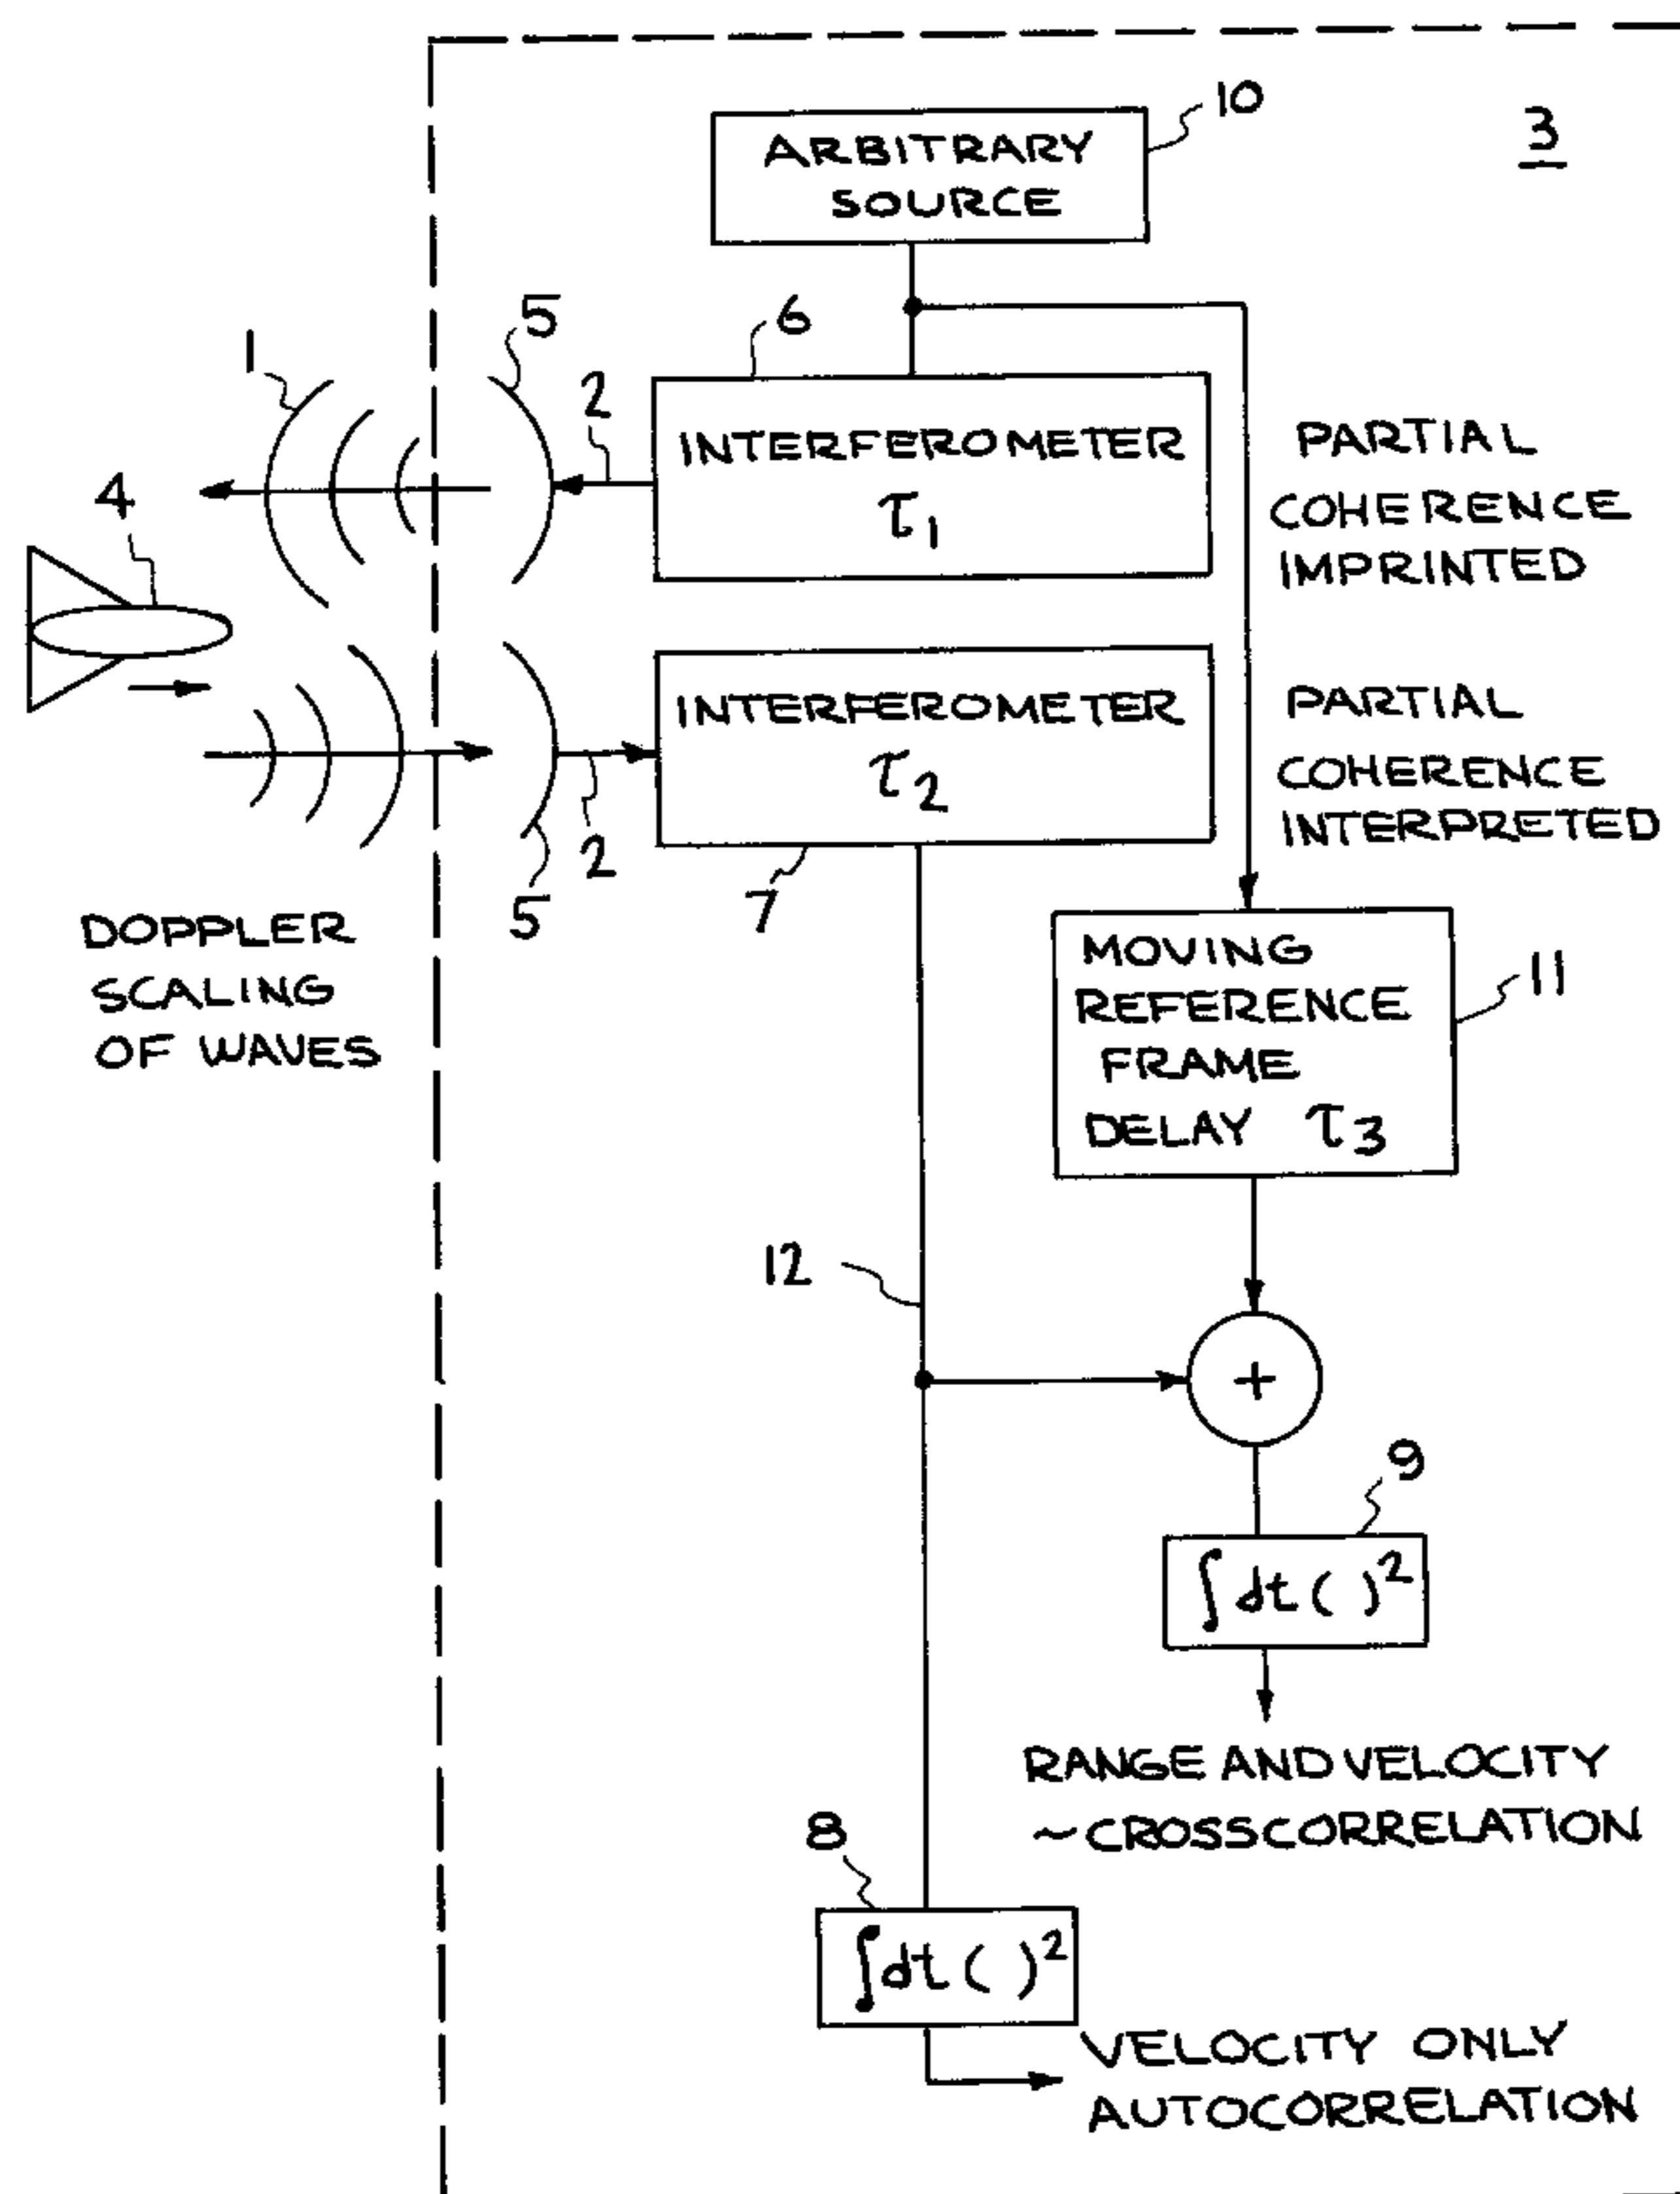 10
3
ARBITRARY
SOURCE
1
5
2
6
INTERFEROMETER
τ1
PARTIAL
COHERENCE
IMPRINTED
4
INTERFEROMETER
τ2
PARTIAL
COHERENCE
INTERPRETED
5
2
7
DOPPLER
SCALING
OF WAVES
MOVING
REFERENCE
FRAME
DELAY τ3
11
12
+
9
∫dt( )²
RANGE AND VELOCITY
~CROSSCORRELATION
8
∫dt( )²
VELOCITY ONLY
AUTOCORRELATION